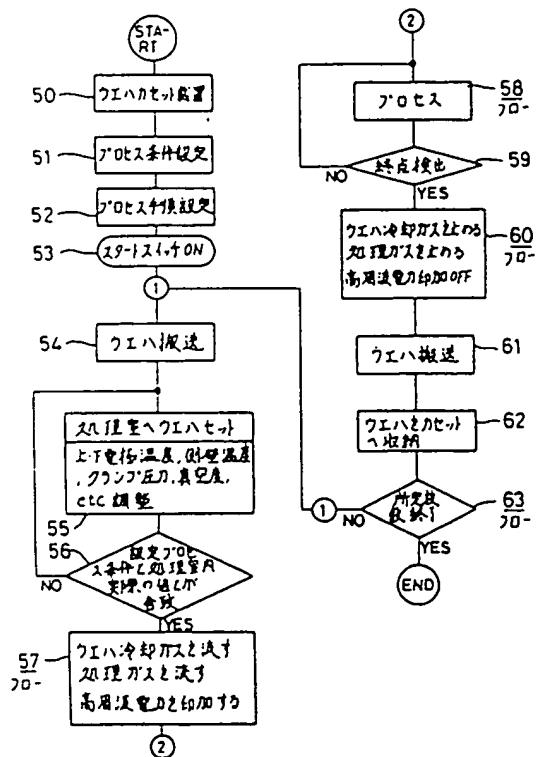 STA-
RT
50
ウエハカセット載置
51
プロセス条件設定
52
プロセス手順設定
53
スタートスイッチON
1
54
ウエハ搬送
処理室へウエハセット
上下電極温度,側壁温度
,クランプ圧力,真空度,
etc 調整
55
56
設定プロセ
ス条件と処理室内
実際の値とが
合致
NO
YES
57
フロー
ウエハ冷却ガスを流す
処理ガスを流す
高周波電力を印加する
2
2
プロセス
58
フロー
終点検出
59
NO
YES
ウエハ冷却ガスを止める
処理ガスを止める
高周波電力印加OFF
60
フロー
ウエハ搬送
61
ウエハをカセット
へ収納
62
所定枚
数終了
63
フロー
1
NO
YES
END